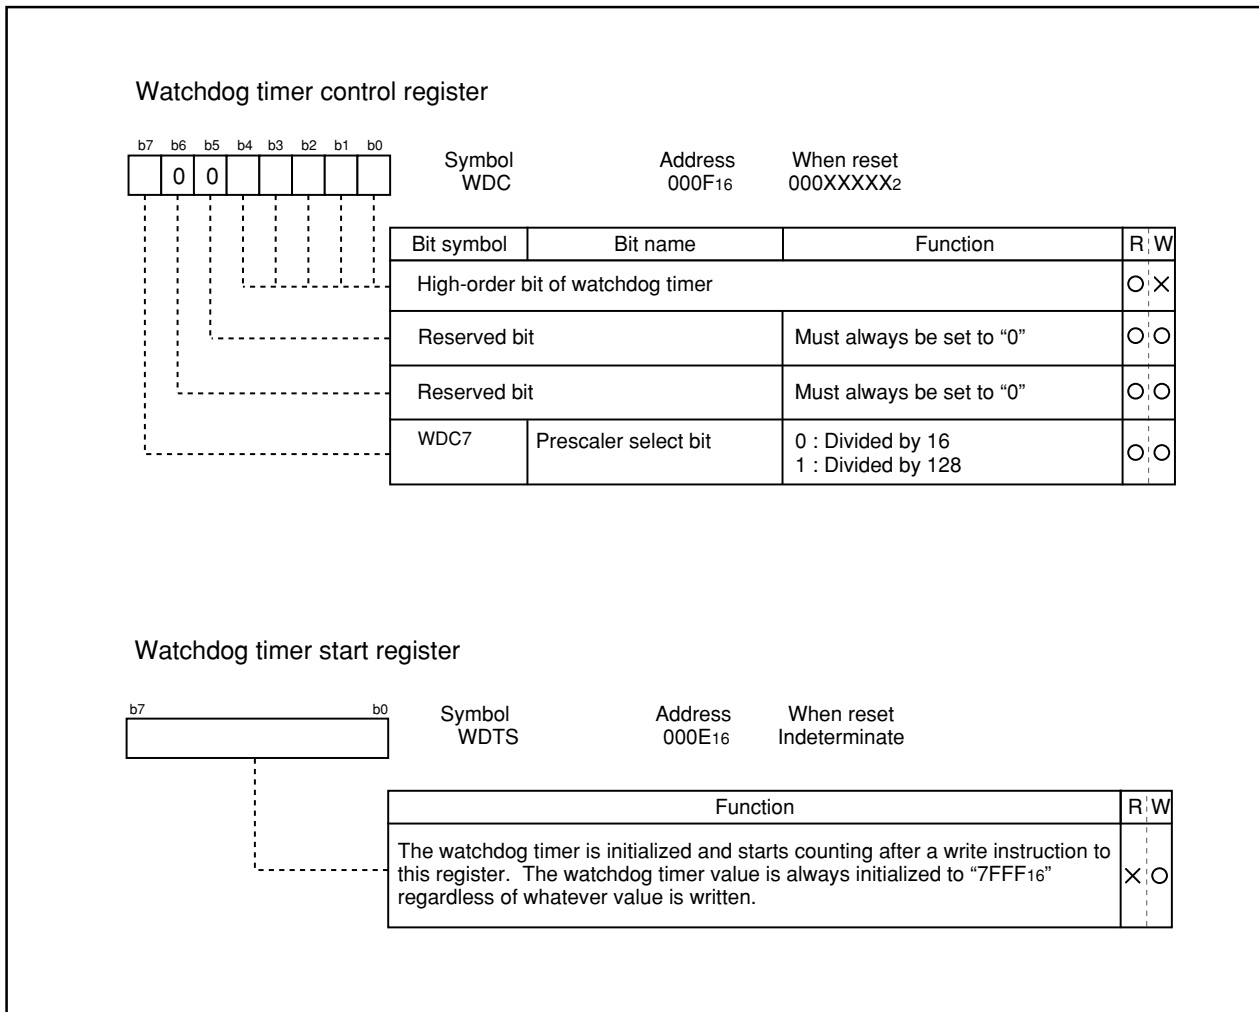 Watchdog timer control register
b7 b6 b5 b4 b3 b2 b1 b0
0 0
Symbol Address When reset
WDC 000F16 000XXXXX2
Bit symbol Bit name Function R W
High-order bit of watchdog timer
Reserved bit Must always be set to “0”
Reserved bit Must always be set to “0”
WDC7 Prescaler select bit 0 : Divided by 16
1 : Divided by 128
Watchdog timer start register
b7 b0
Symbol Address When reset
WDTS 000E16 Indeterminate
Function R W
The watchdog timer is initialized and starts counting after a write instruction to
this register. The watchdog timer value is always initialized to “7FFF16”
regardless of whatever value is written.